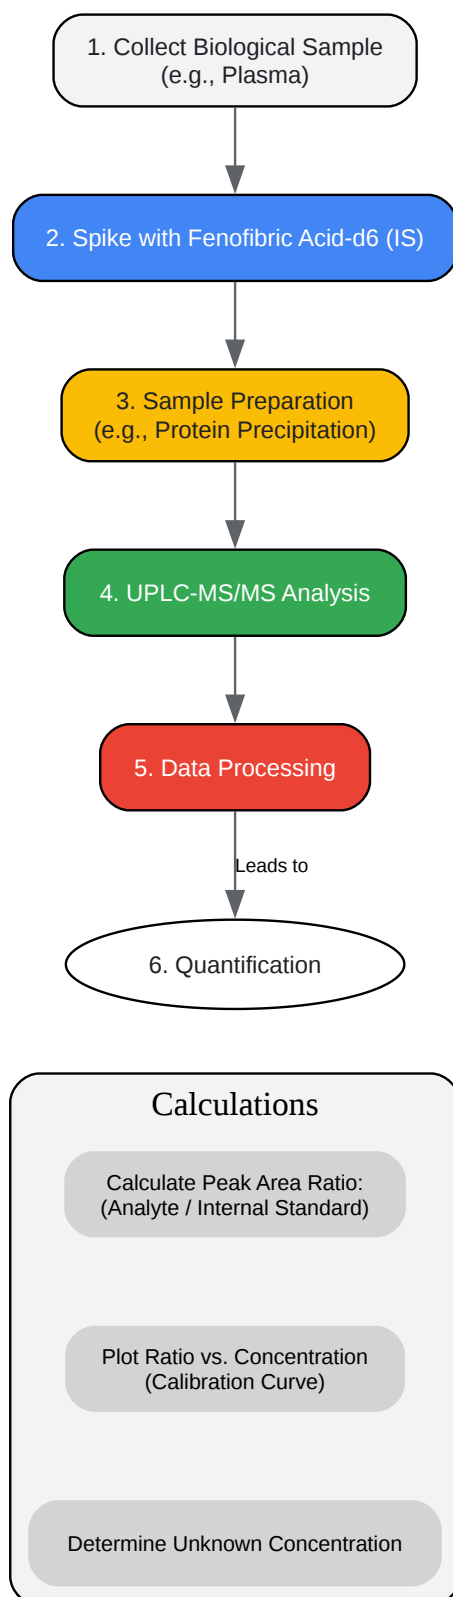 1. Collect Biological Sample
(e.g., Plasma)
2. Spike with Fenofibric Acid-d6 (IS)
3. Sample Preparation
(e.g., Protein Precipitation)
4. UPLC-MS/MS Analysis
5. Data Processing
Leads to
6. Quantification
Calculations
Calculate Peak Area Ratio:
(Analyte / Internal Standard)
Plot Ratio vs. Concentration
(Calibration Curve)
Determine Unknown Concentration